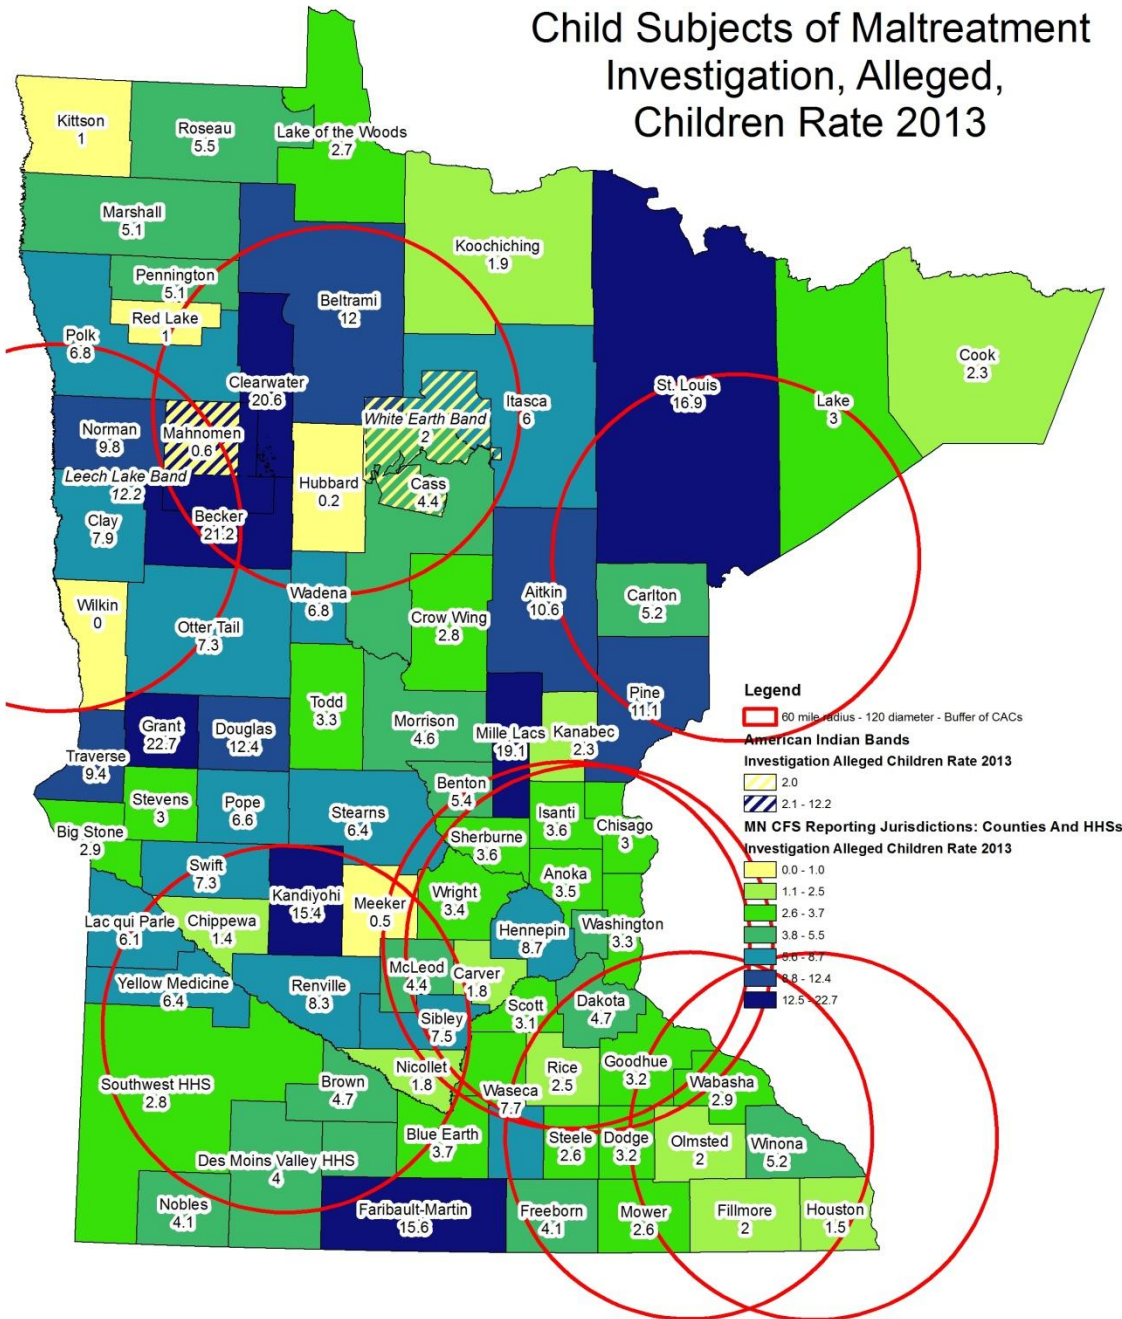 Child Subjects of Maltreatment
Investigation, Alleged,
Children Rate 2013
Kittson
1
Roseau
5.5
Lake of the Woods
2.7
Marshall
5.1
Koochiching
1.9
Pennington
5.1
Beltrami
12
Red Lake
1
Polk
6.8
Cook
2.3
Clearwater
20.6
Itasca
6
St. Louis
16.9
Lake
3
White Earth Band
2
Norman
9.8
Mahnomen
0.6
Leech Lake Band
12.2
Hubbard
0.2
Cass
4.4
Clay
7.9
Becker
21.2
Wadena
6.8
Aitkin
10.6
Carlton
5.2
Wilkin
0
Otter Tail
7.3
Crow Wing
2.8
Todd
3.3
Pine
11.1
Grant
22.7
Douglas
12.4
Morrison
4.6
Mille Lacs
19.1
Kanabec
2.3
Traverse
9.4
Stevens
3
Pope
6.6
Stearns
6.4
Benton
5.4
Isanti
3.6
Chisago
3
Big Stone
2.9
Sherburne
3.6
Swift
7.3
Anoka
3.5
Kandiyohi
15.4
Meeker
0.5
Wright
3.4
Lac qui Parle
6.1
Chippewa
1.4
Hennepin
8.7
Washington
3.3
McLeod
4.4
Carver
1.8
Yellow Medicine
6.4
Renville
8.3
Scott
3.1
Dakota
4.7
Sibley
7.5
Nicollet
1.8
Rice
2.5
Goodhue
3.2
Wabasha
2.9
Southwest HHS
2.8
Brown
4.7
Waseca
7.7
Blue Earth
3.7
Steele
2.6
Dodge
3.2
Olmsted
2
Winona
5.2
Des Moins Valley HHS
4
Nobles
4.1
Faribault-Martin
15.6
Freeborn
4.1
Mower
2.6
Fillmore
2
Houston
1.5
Legend
60 mile radius - 120 diameter - Buffer of CACs
American Indian Bands
Investigation Alleged Children Rate 2013
2.0
2.1 - 12.2
MN CFS Reporting Jurisdictions: Counties And HHSs
Investigation Alleged Children Rate 2013
0.0 - 1.0
1.1 - 2.5
2.6 - 3.7
3.8 - 5.5
5.6 - 8.7
8.8 - 12.4
12.5 - 22.7